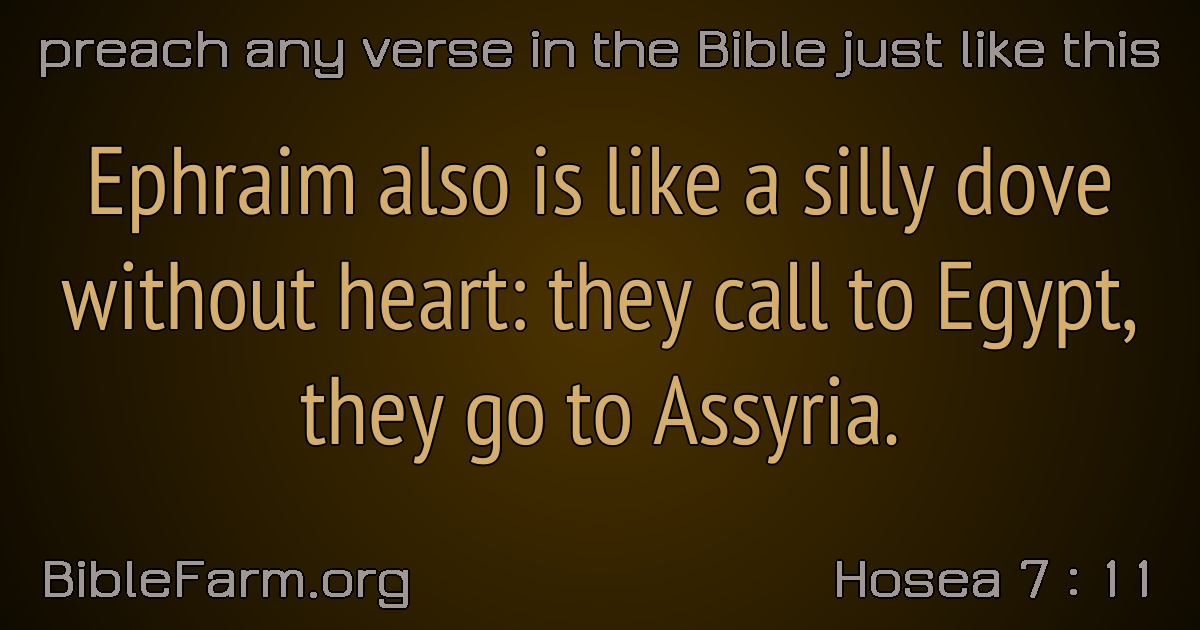 preach any verse in the Bible just like this
Ephraim also is like a silly dove
without heart: they call to Egypt,
they go to Assyria.
BibleFarm.org
Hosea 7 : 11